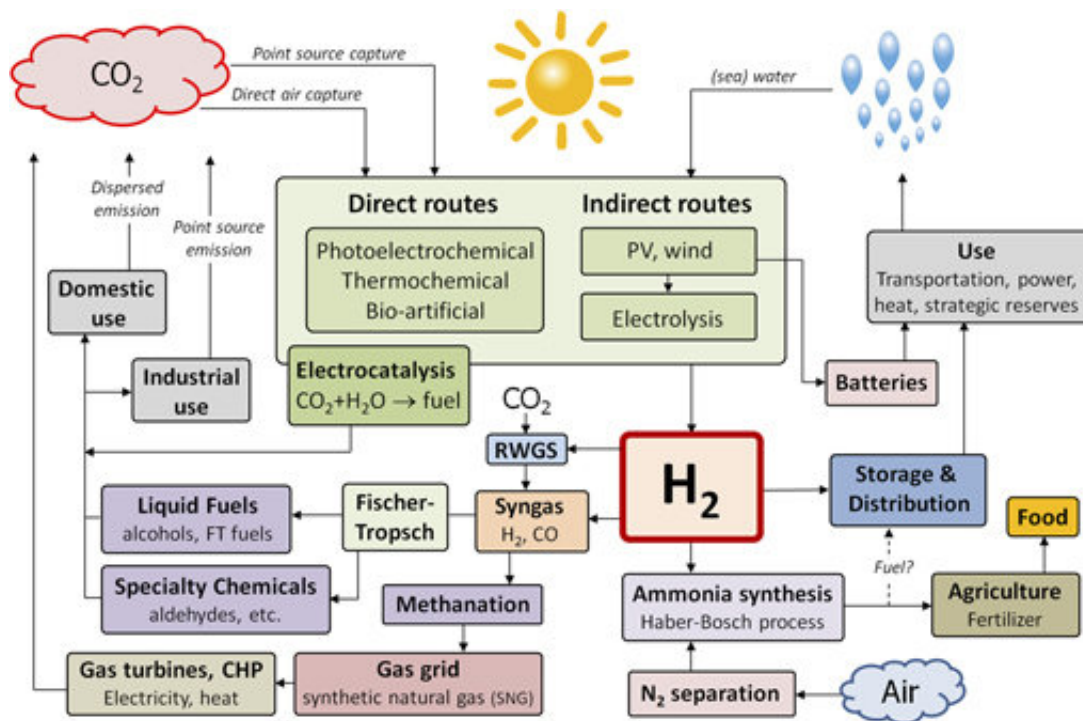 CO₂
Point source capture
Direct air capture
(sea) water
Dispersed
emission
Point source
emission
Direct routes
Photoelectrochemical
Thermochemical
Bio-artificial
Indirect routes
PV, wind
Electrolysis
Use
Transportation, power,
heat, strategic reserves
Domestic
use
Industrial
use
Electrocatalysis
CO₂+H₂O → fuel
CO₂
RWGS
Batteries
H₂
Storage &
Distribution
Liquid Fuels
alcohols, FT fuels
Fischer-
Tropsch
Syngas
H₂, CO
Food
Fuel?
Specialty Chemicals
aldehydes, etc.
Methanation
Ammonia synthesis
Haber-Bosch process
Agriculture
Fertilizer
Gas turbines, CHP
Electricity, heat
Gas grid
synthetic natural gas (SNG)
N₂ separation
Air